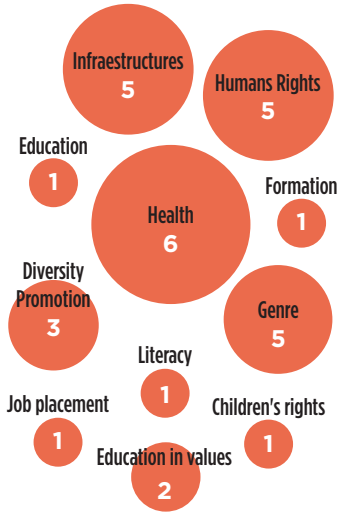 Infraestructures
5
Humans Rights
5
Education
1
Formation
1
Health
6
Diversity
Promotion
3
Genre
5
Literacy
1
Job placement
1
Children's rights
1
Education in values
2